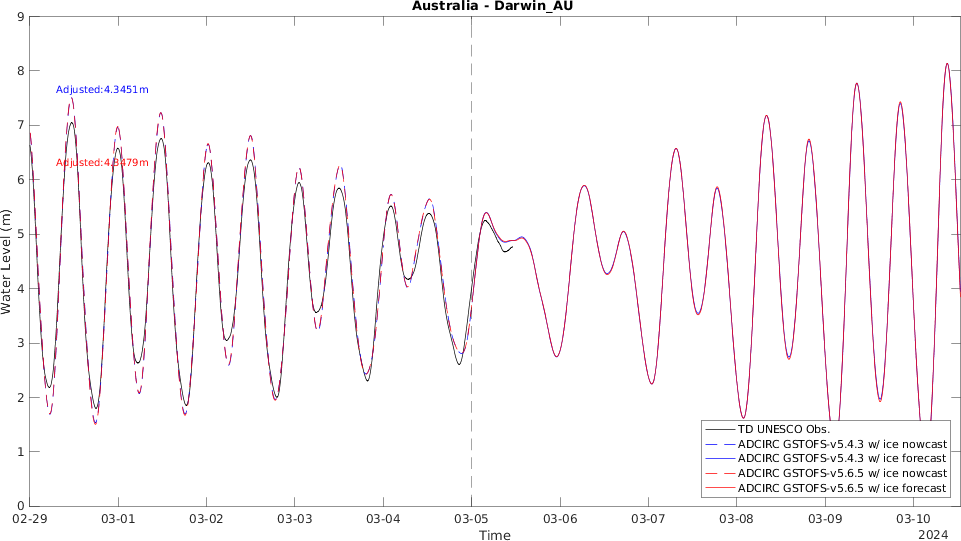 Australia - Darwin_AU
9
8
7
6
5
4
3
2
1
0
Water Level (m)
Adjusted:4.3451m
Adjusted:4.3479m
TD UNESCO Obs.
ADCIRC GSTOFS-v5.4.3 w/ ice nowcast
ADCIRC GSTOFS-v5.4.3 w/ ice forecast
ADCIRC GSTOFS-v5.6.5 w/ ice nowcast
ADCIRC GSTOFS-v5.6.5 w/ ice forecast
02-29 03-01 03-02 03-03 03-04 03-05 03-06 03-07 03-08 03-09 03-10
Time
2024